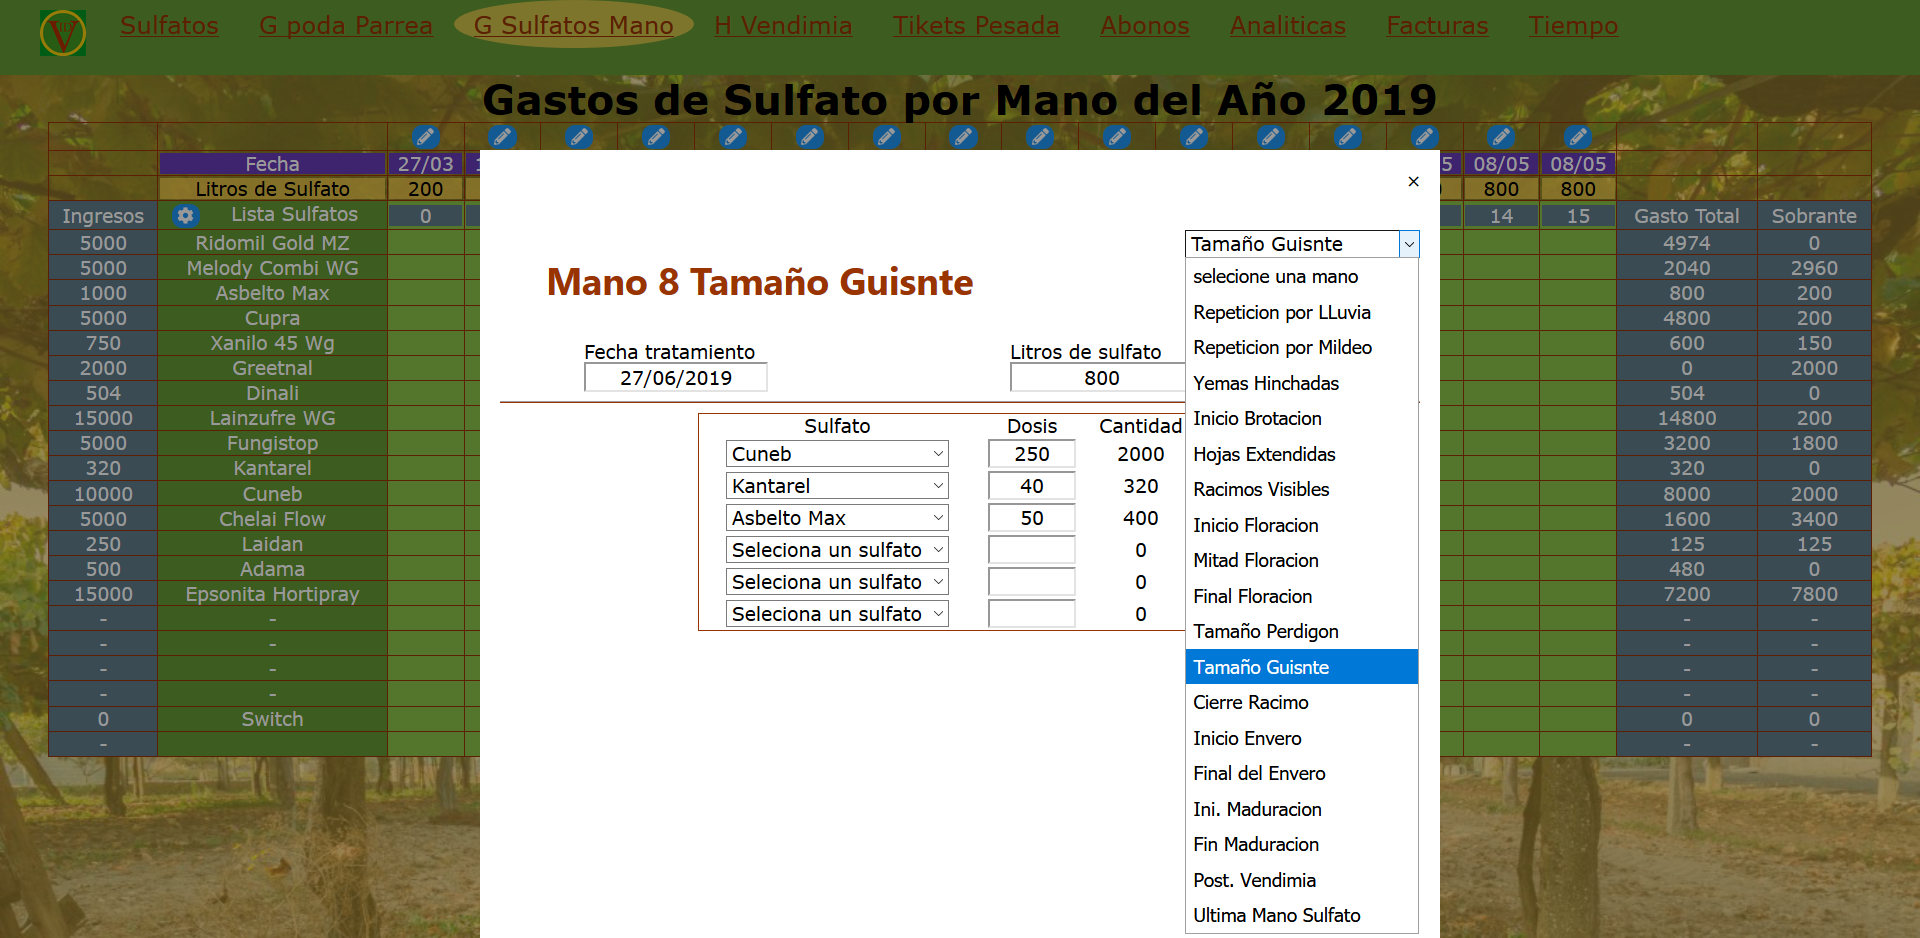 Sulfatos G poda Parrea G Sulfatos Mano H Vendimia Tikets Pesada Abonos Analiticas Facturas Tiempo
Gastos de Sulfato por Mano del Año 2019
Fecha 27/03 08/05 08/05
Litros de Sulfato 200 800 800
Ingresos Lista Sulfatos 0 14 15 Gasto Total Sobrante
5000 Ridomil Gold MZ 4974 0
5000 Melody Combi WG 2040 2960
1000 Asbelto Max 800 200
5000 Cupra 4800 200
750 Xanilo 45 Wg 600 150
2000 Greetnal 0 2000
504 Dinali 504 0
15000 Lainzufre WG 14800 200
5000 Fungistop 3200 1800
320 Kantarel 320 0
10000 Cuneb 8000 2000
5000 Chelai Flow 1600 3400
250 Laidan 125 125
500 Adama 480 0
15000 Epsonita Hortipray 7200 7800
- - - -
- - - -
- - - -
- - - -
0 Switch 0 0
- - -
×
Mano 8 Tamaño Guisnte
Fecha tratamiento Litros de sulfato
27/06/2019 800
Sulfato Dosis Cantidad
Cuneb 250 2000
Kantarel 40 320
Asbelto Max 50 400
Seleciona un sulfato 0
Seleciona un sulfato 0
Seleciona un sulfato 0
Tamaño Guisnte
selecione una mano
Repeticion por LLuvia
Repeticion por Mildeo
Yemas Hinchadas
Inicio Brotacion
Hojas Extendidas
Racimos Visibles
Inicio Floracion
Mitad Floracion
Final Floracion
Tamaño Perdigon
Tamaño Guisnte
Cierre Racimo
Inicio Envero
Final del Envero
Ini. Maduracion
Fin Maduracion
Post. Vendimia
Ultima Mano Sulfato